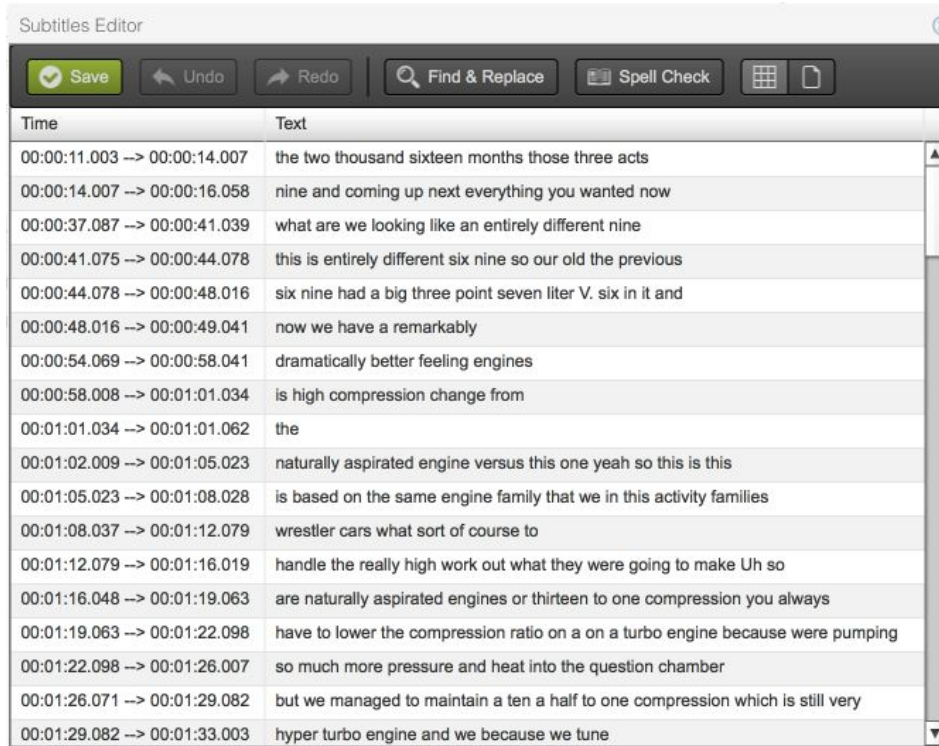 Subtitles Editor
Save Undo Redo Find & Replace Spell Check
Time Text
00:00:11.003 --> 00:00:14.007 the two thousand sixteen months those three acts
00:00:14.007 --> 00:00:16.058 nine and coming up next everything you wanted now
00:00:37.087 --> 00:00:41.039 what are we looking like an entirely different nine
00:00:41.075 --> 00:00:44.078 this is entirely different six nine so our old the previous
00:00:44.078 --> 00:00:48.016 six nine had a big three point seven liter V. six in it and
00:00:48.016 --> 00:00:49.041 now we have a remarkably
00:00:54.069 --> 00:00:58.041 dramatically better feeling engines
00:00:58.008 --> 00:01:01.034 is high compression change from
00:01:01.034 --> 00:01:01.062 the
00:01:02.009 --> 00:01:05.023 naturally aspirated engine versus this one yeah so this is this
00:01:05.023 --> 00:01:08.028 is based on the same engine family that we in this activity families
00:01:08.037 --> 00:01:12.079 wrestler cars what sort of course to
00:01:12.079 --> 00:01:16.019 handle the really high work out what they were going to make Uh so
00:01:16.048 --> 00:01:19.063 are naturally aspirated engines or thirteen to one compression you always
00:01:19.063 --> 00:01:22.098 have to lower the compression ratio on a on a turbo engine because were pumping
00:01:22.098 --> 00:01:26.007 so much more pressure and heat into the question chamber
00:01:26.071 --> 00:01:29.082 but we managed to maintain a ten a half to one compression which is still very
00:01:29.082 --> 00:01:33.003 hyper turbo engine and we because we tune